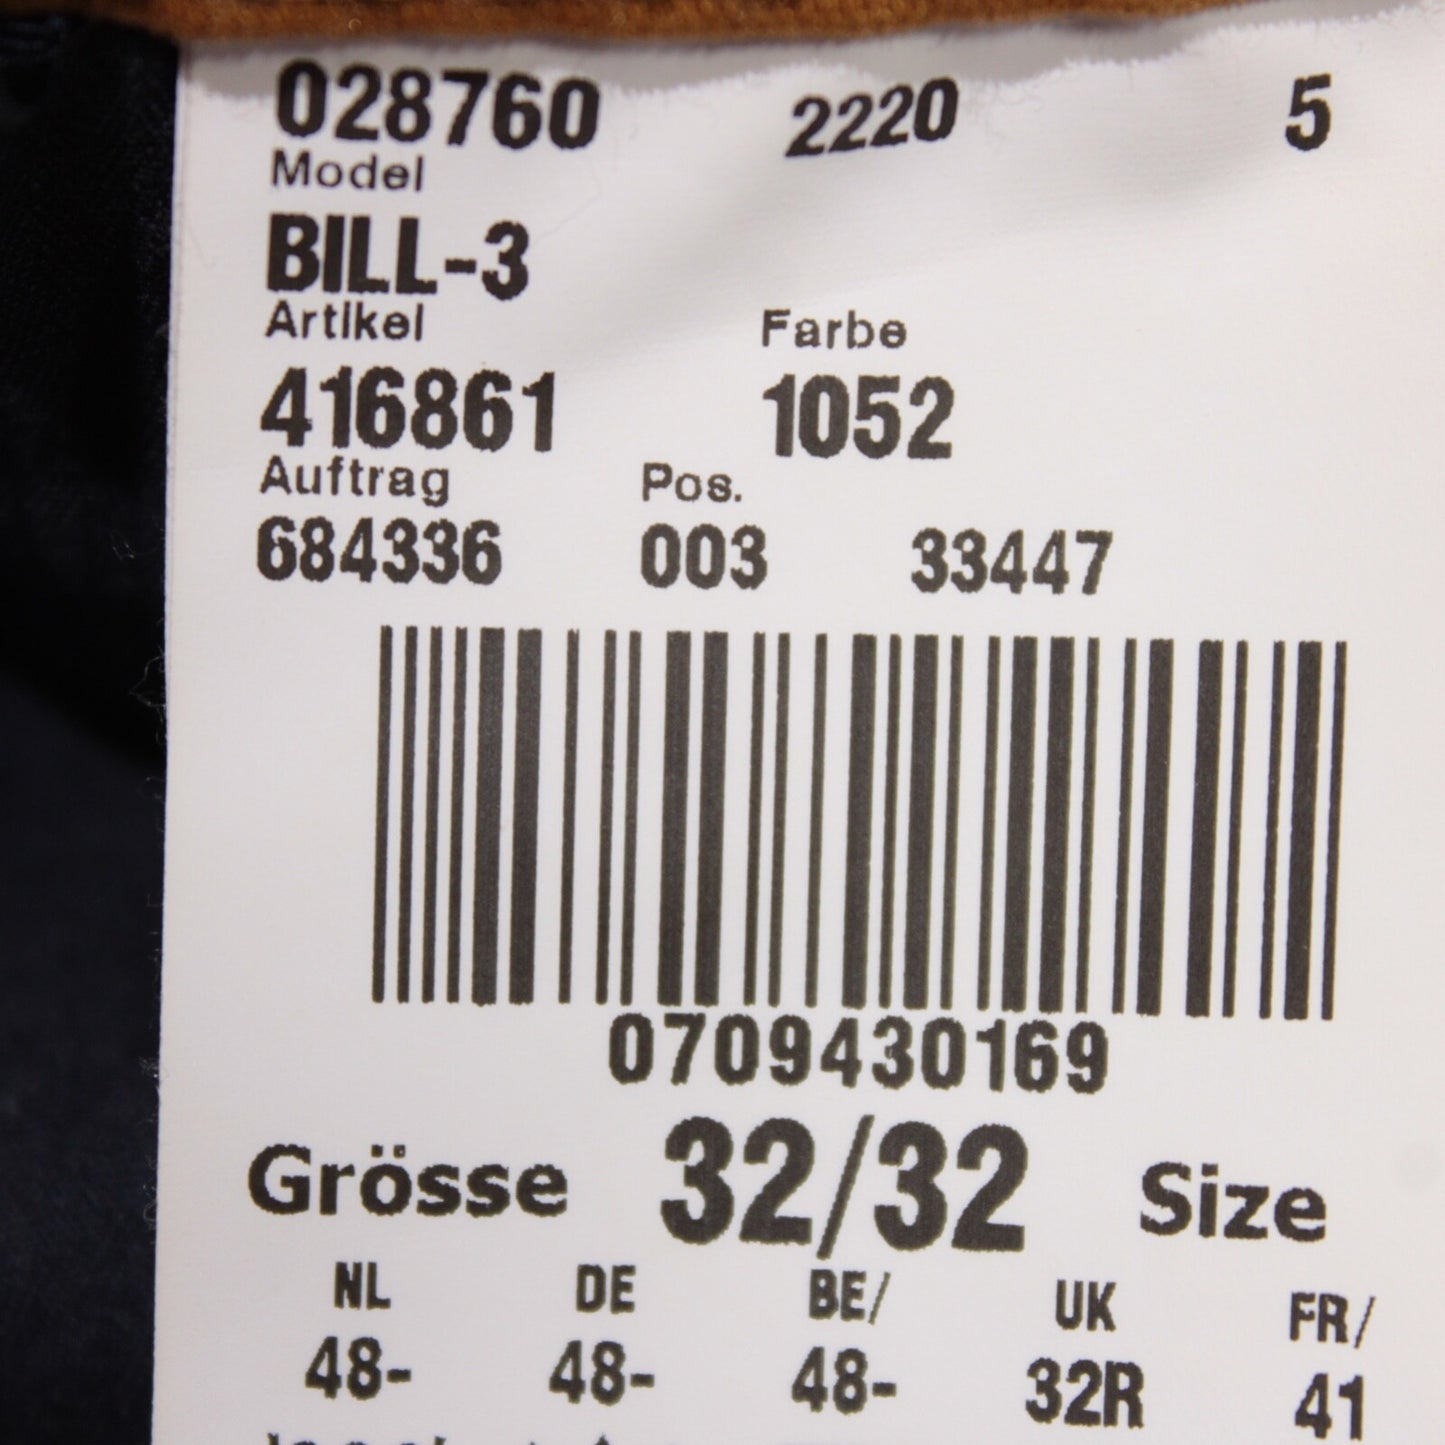 028760 2220 5
Model
BILL-3
Artikel Farbe
416861 1052
Auftrag Pos.
684336 003 33447
0709430169
Grösse 32/32 Size
NL DE BE/ UK FR/
48- 48- 48- 32R 41